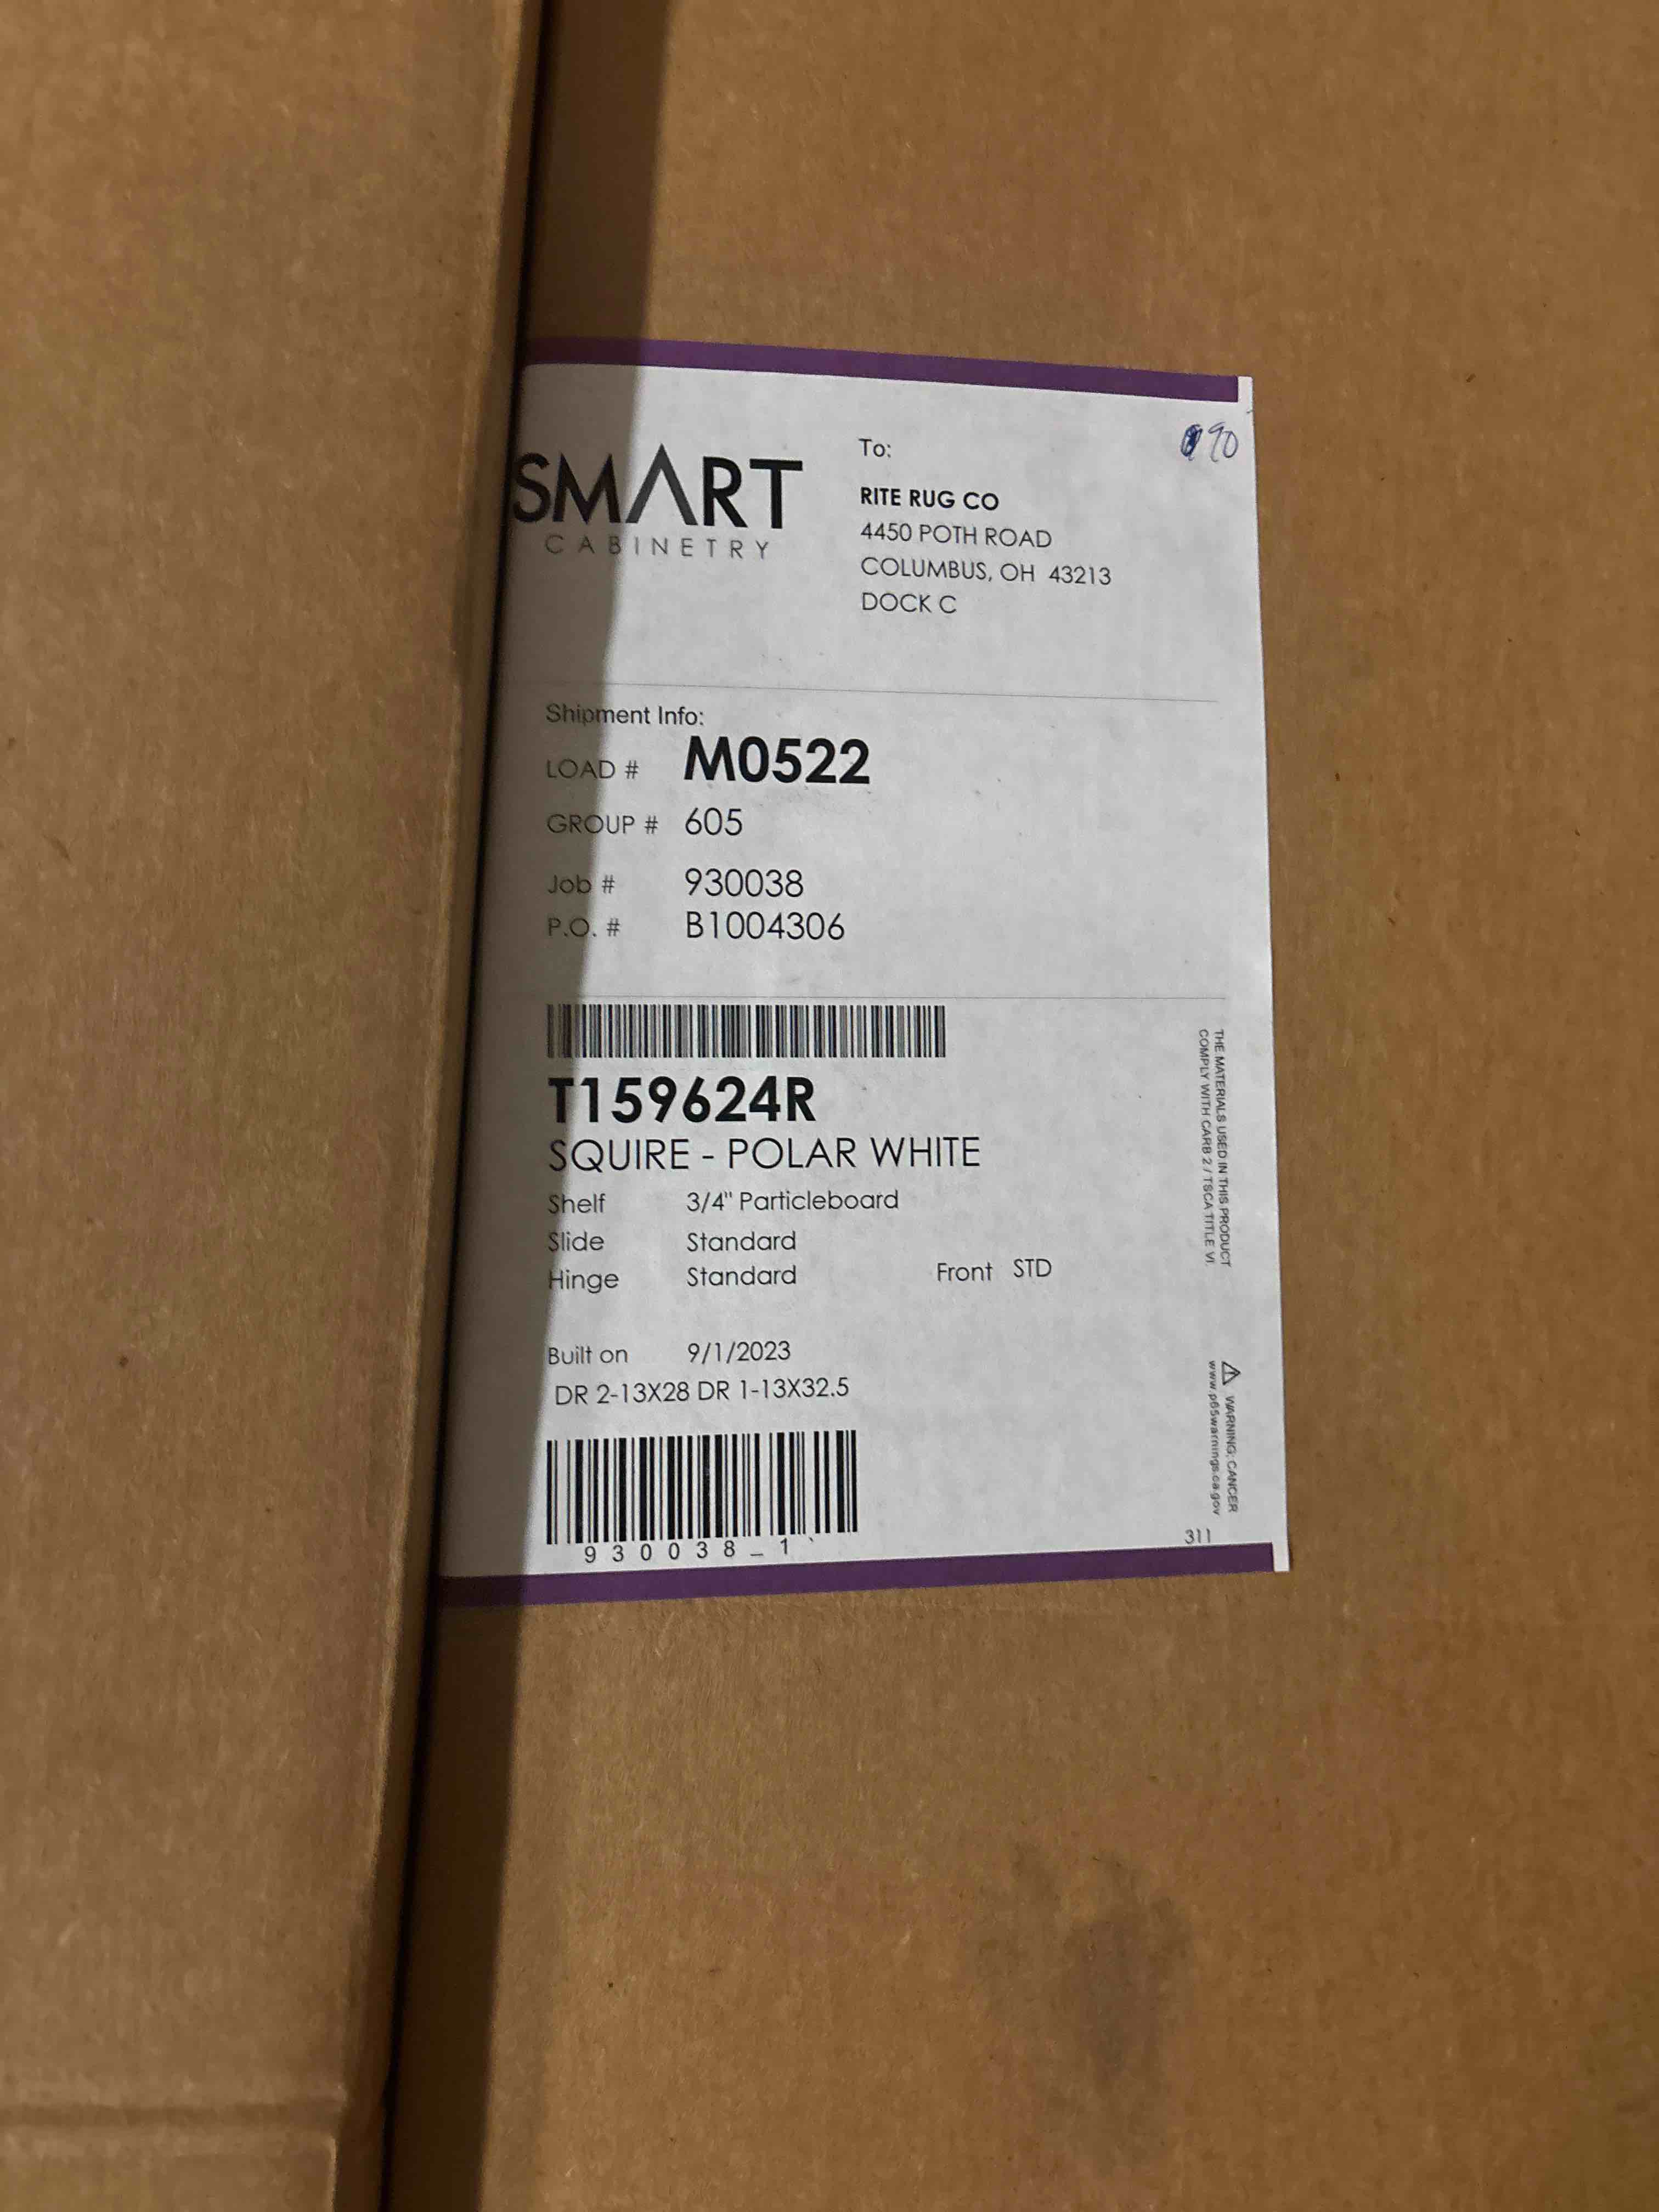 SMART
CABINETRY
To:
RITE RUG CO
4450 POTH ROAD
COLUMBUS, OH 43213
DOCK C
90
Shipment Info:
LOAD # M0522
GROUP # 605
Job # 930038
P.O. # B1004306
T159624R
SQUIRE - POLAR WHITE
Shelf 3/4" Particleboard
Slide Standard
Hinge Standard Front STD
Built on 9/1/2023
DR 2-13X28 DR 1-13X32.5
930038_1
THE MATERIALS USED IN THIS PRODUCT
COMPLY WITH CARB 2 / TSCA TITLE VI.
WARNING: CANCER
www.p65warnings.ca.gov
311